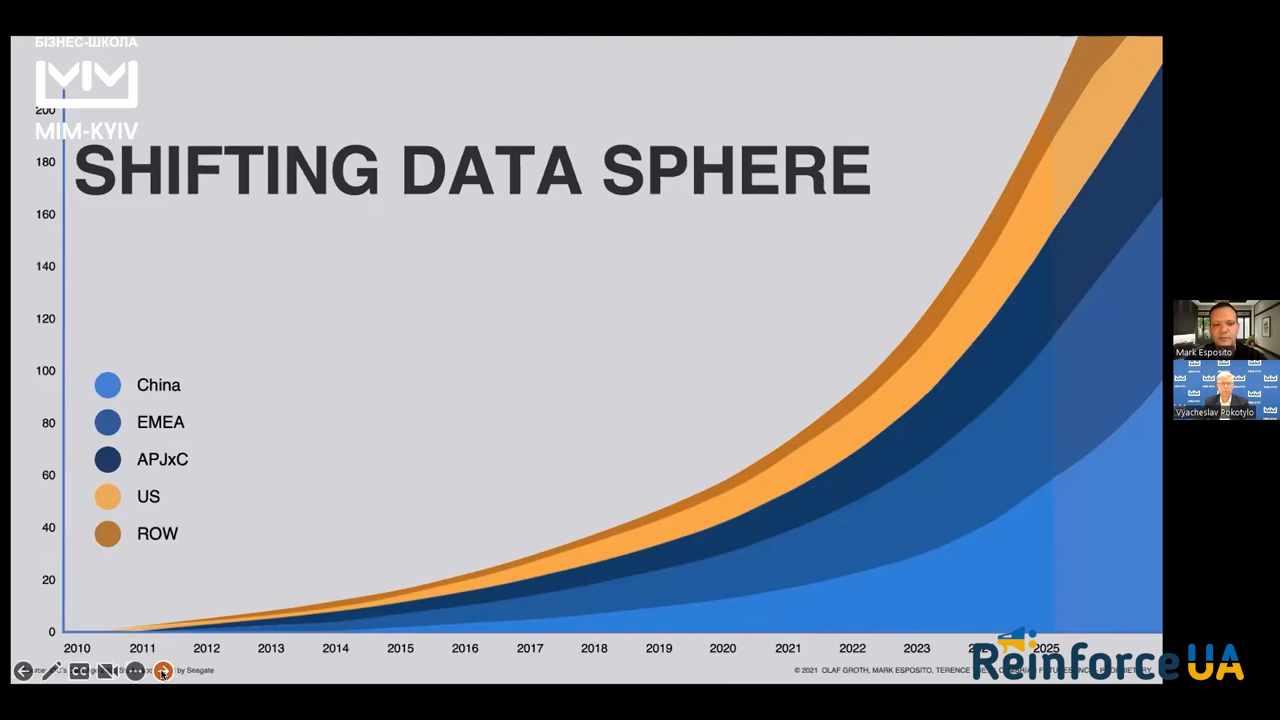 БІЗНЕС-ШКОЛА
MIM-KYIV
SHIFTING DATA SPHERE
200
180
160
140
120
100
80
60
40
20
0
China
EMEA
APJxC
US
ROW
2010 2011 2012 2013 2014 2015 2016 2017 2018 2019 2020 2021 2022 2023 2025
by Seagate
© 2021 OLAF GROTH, MARK ESPOSITO, TERENCE
ReinforceUA
Mark Esposito
Vyacheslav Pokotylo